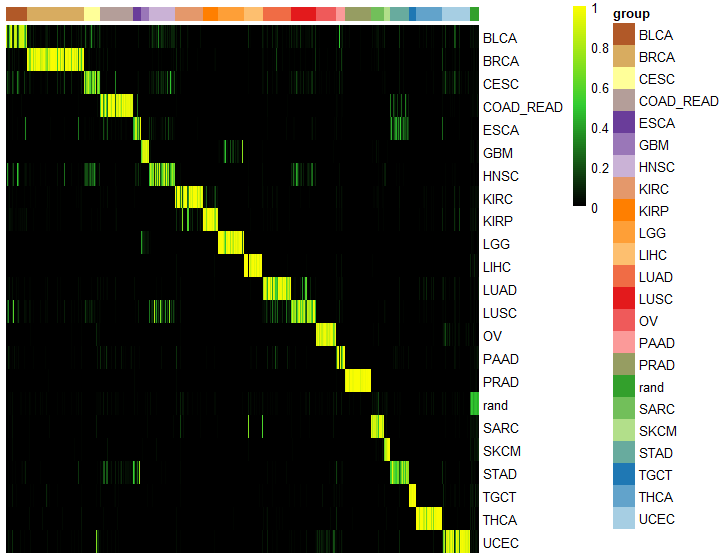 BLCA
BRCA
CESC
COAD_READ
ESCA
GBM
HNSC
KIRC
KIRP
LGG
LIHC
LUAD
LUSC
OV
PAAD
PRAD
rand
SARC
SKCM
STAD
TGCT
THCA
UCEC
1
0.8
0.6
0.4
0.2
0
group
BLCA
BRCA
CESC
COAD_READ
ESCA
GBM
HNSC
KIRC
KIRP
LGG
LIHC
LUAD
LUSC
OV
PAAD
PRAD
rand
SARC
SKCM
STAD
TGCT
THCA
UCEC